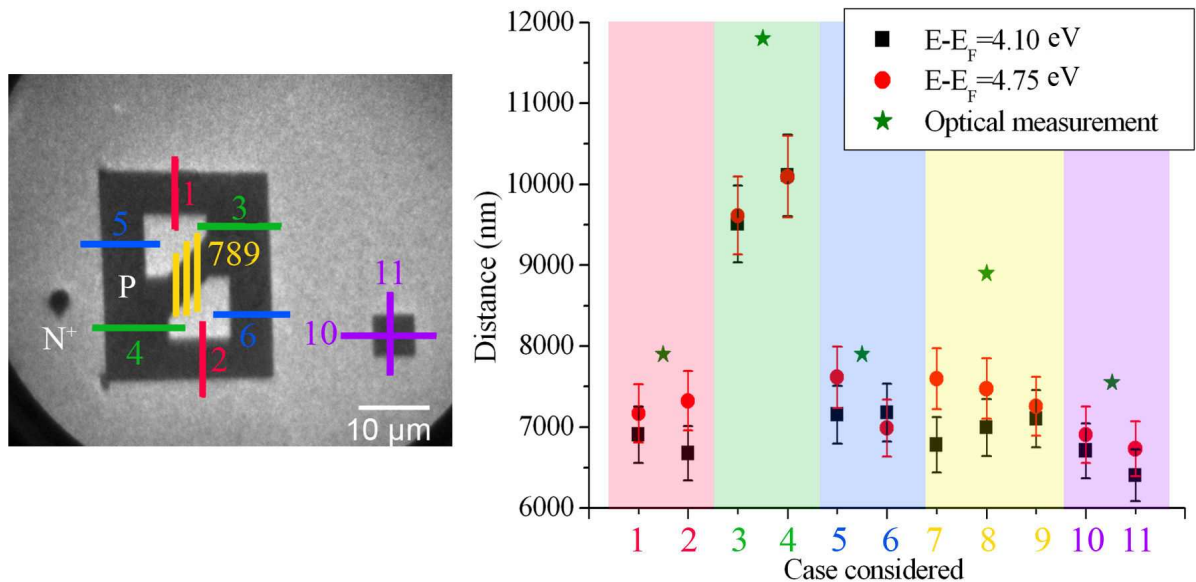 1
3
5
789
P
11
N⁺
10
4
2
6
10 µm
12000
11000
10000
9000
8000
7000
6000
Distance (nm)
E-E_F=4.10 eV
E-E_F=4.75 eV
Optical measurement
1 2 3 4 5 6 7 8 9 10 11
Case considered